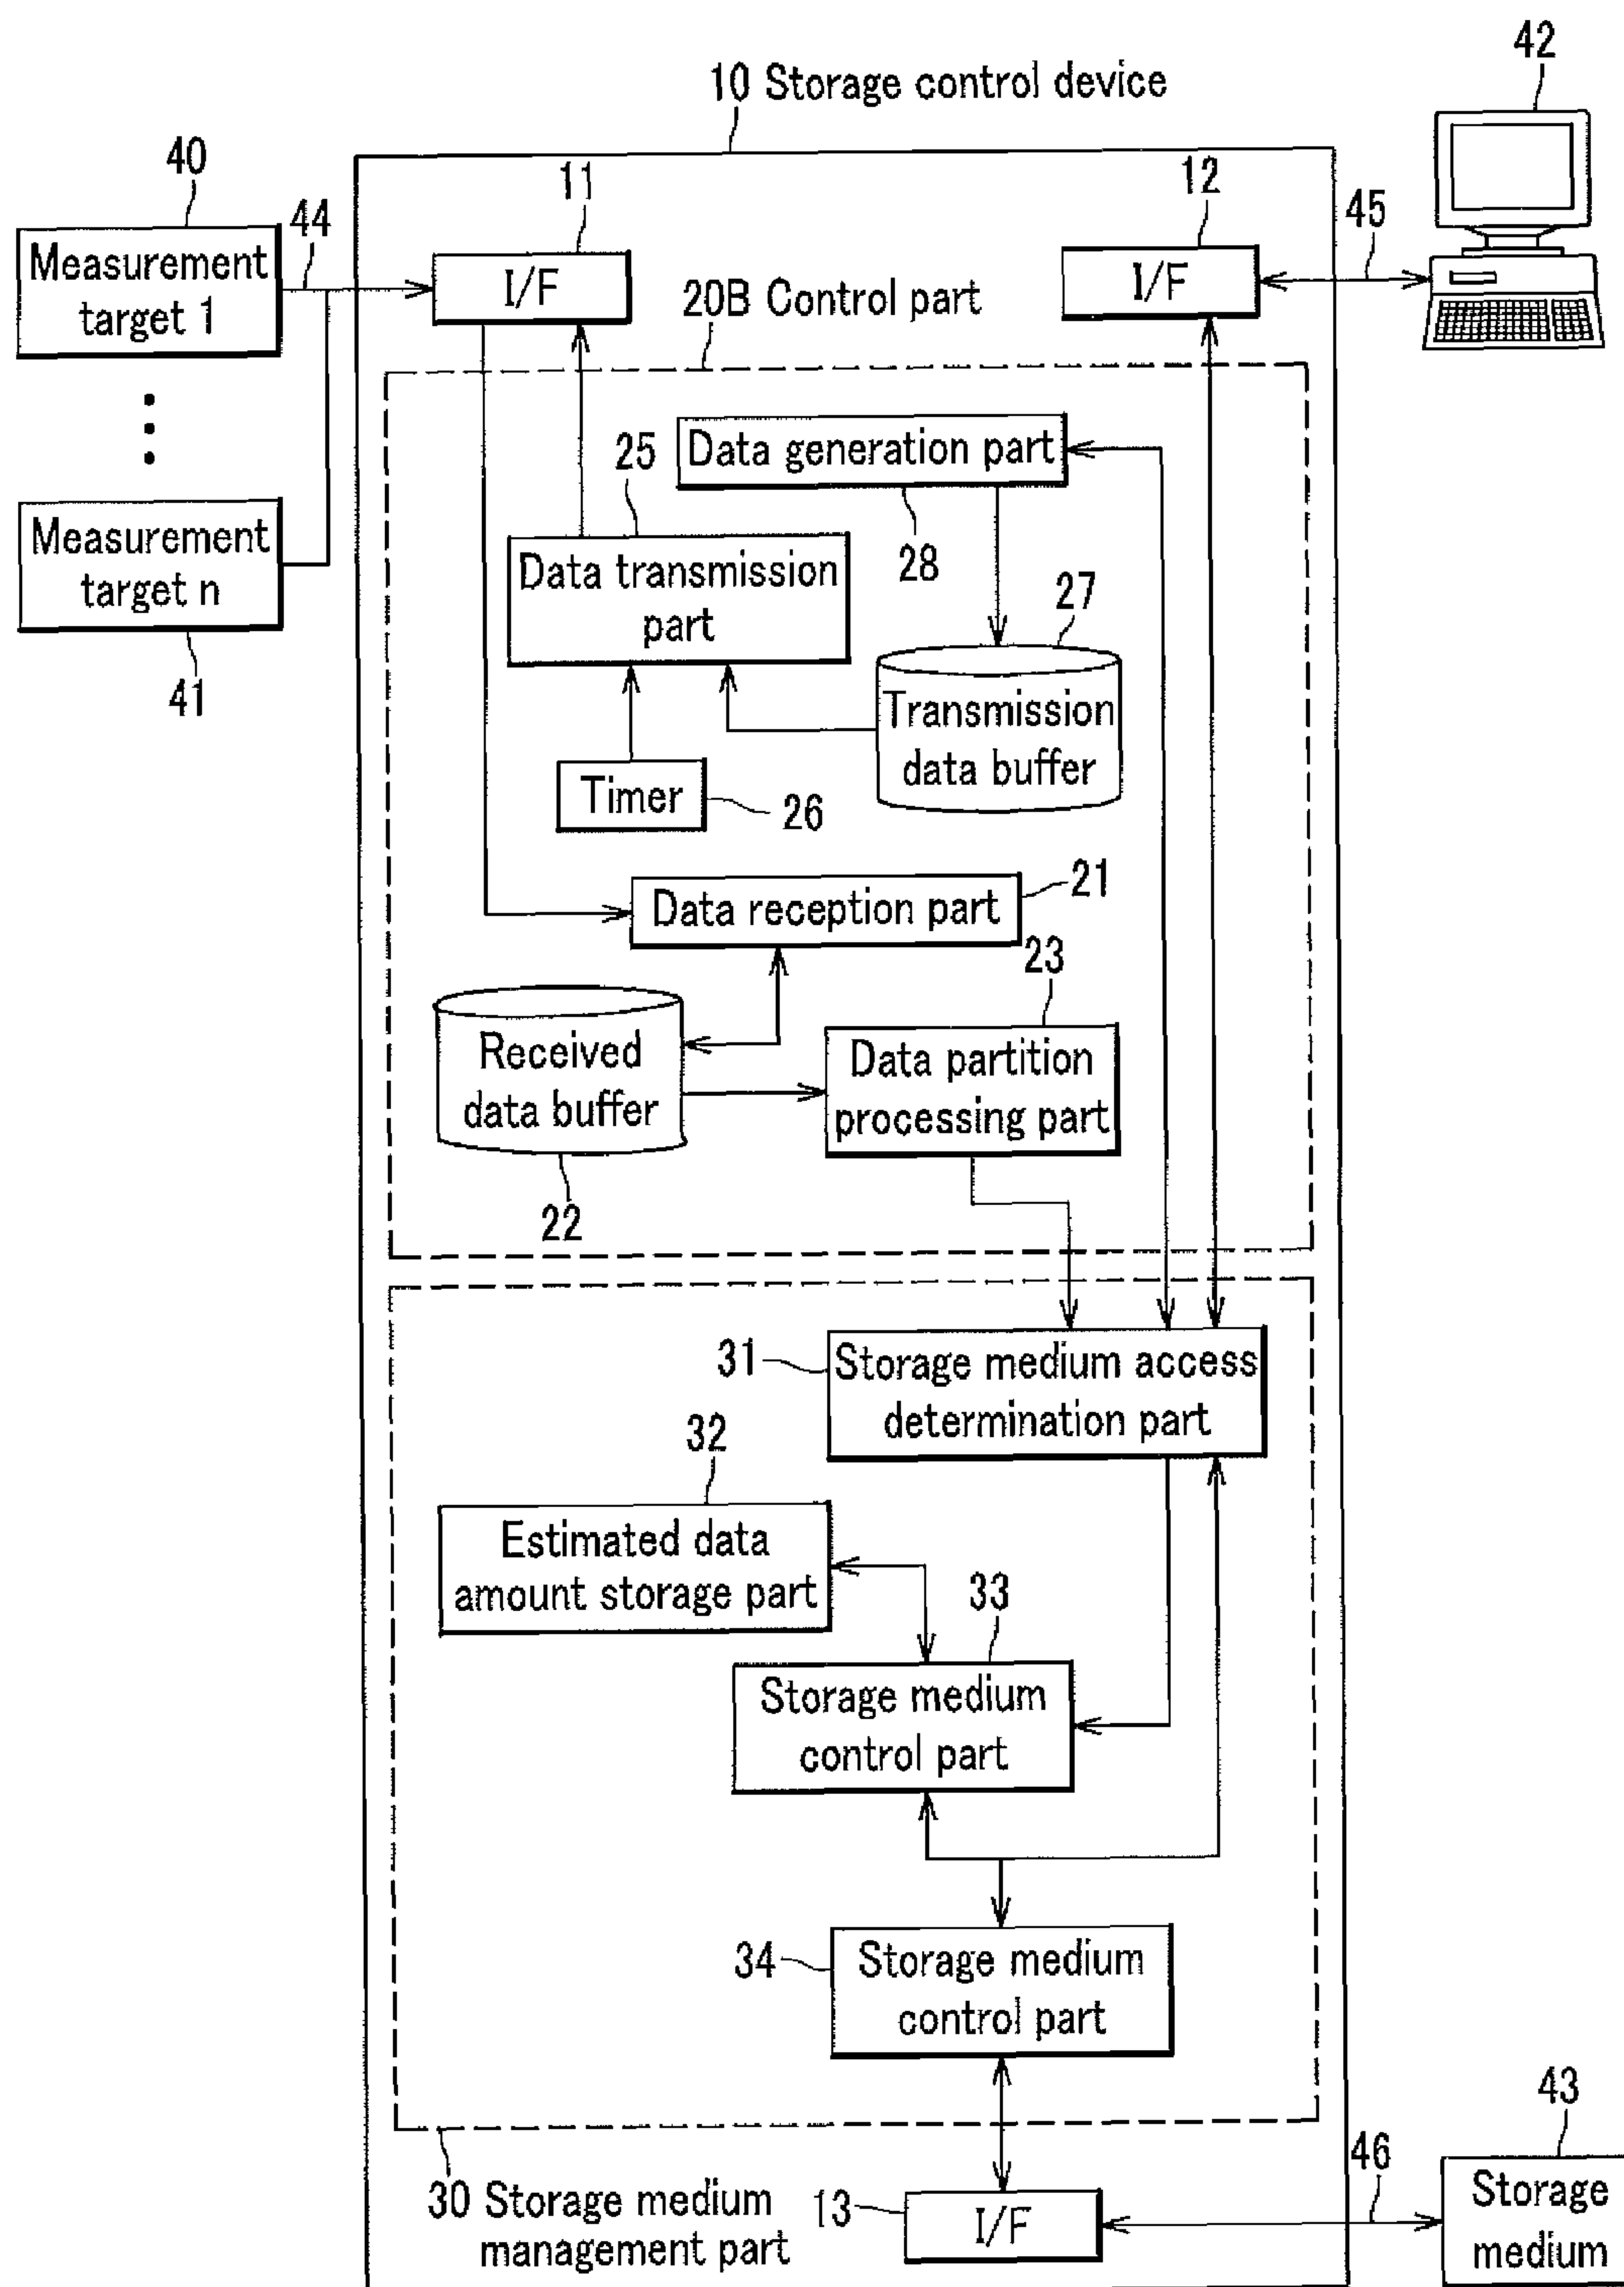 42
10 Storage control device
40
44
11
12
45
Measurement
target 1
I/F
I/F
20B Control part
Data generation part
25
28
Measurement
target n
41
Data transmission
part
27
Transmission
data buffer
Timer
26
21
Data reception part
23
Received
data buffer
Data partition
processing part
22
31
Storage medium access
determination part
32
Estimated data
amount storage part
33
Storage medium
control part
34
Storage medium
control part
43
46
30 Storage medium
management part
13
I/F
Storage
medium